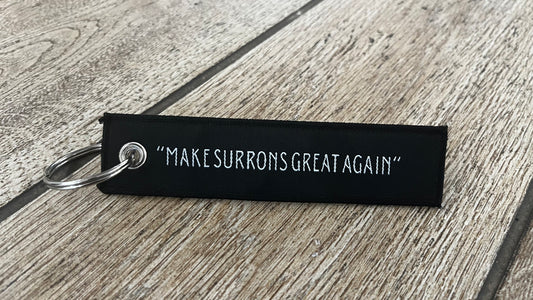 “MAKE SURRONS GREAT AGAIN“